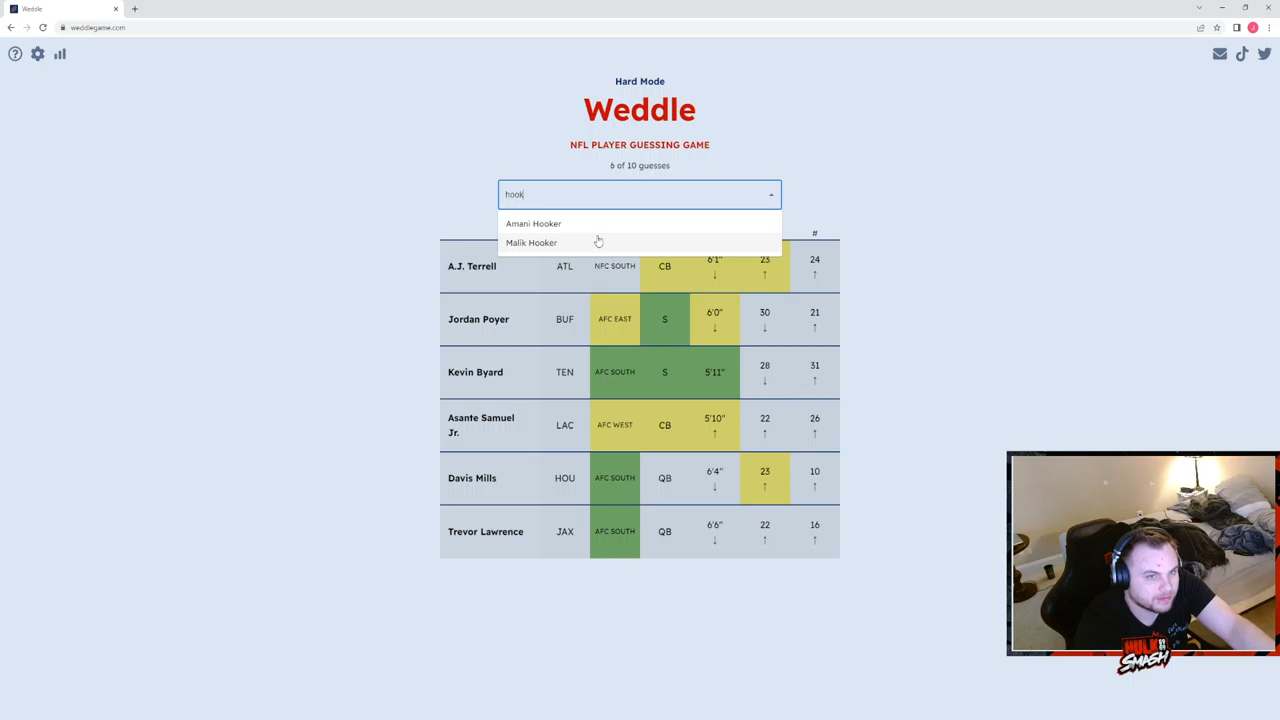 Weddle
weddlegame.com
Hard Mode
Weddle
NFL PLAYER GUESSING GAME
6 of 10 guesses
hook
Amani Hooker
Malik Hooker
#
A.J. Terrell ATL NFC SOUTH CB 6'1" ↓ 23 ↑ 24 ↑
Jordan Poyer BUF AFC EAST S 6'0" ↓ 30 ↓ 21 ↑
Kevin Byard TEN AFC SOUTH S 5'11" 28 ↓ 31 ↑
Asante Samuel Jr. LAC AFC WEST CB 5'10" ↑ 22 ↑ 26 ↑
Davis Mills HOU AFC SOUTH QB 6'4" ↓ 23 ↑ 10 ↑
Trevor Lawrence JAX AFC SOUTH QB 6'6" ↓ 22 ↑ 16 ↑
HULK
SMASH